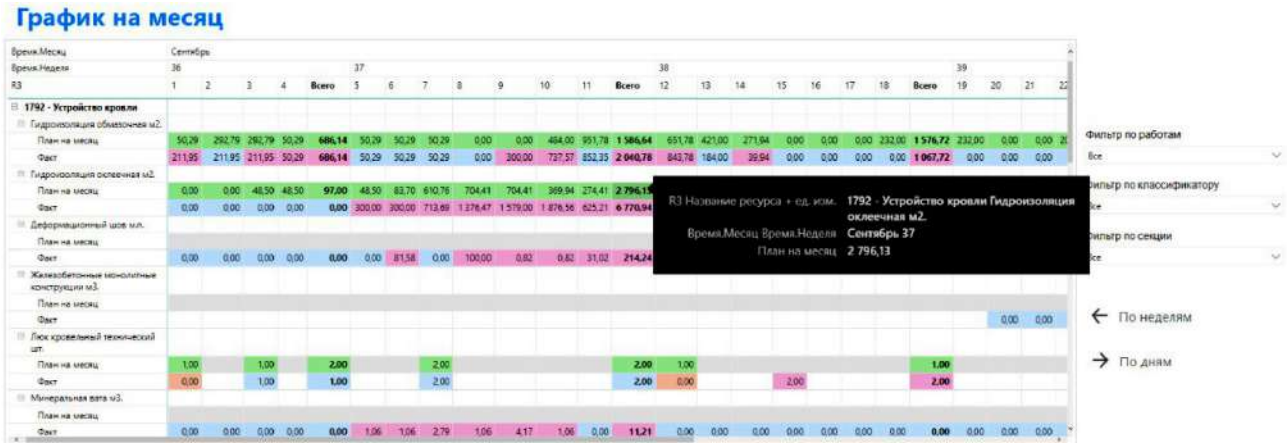 График на месяц
Время.Месяц Сентябрь
Время.Неделя 36 37 38 39
R3 1 2 3 4 Всего 5 6 7 8 9 10 11 Всего 12 13 14 15 16 17 18 Всего 19 20 21 22
1792 - Устройство кровли
Гидроизоляция обмазочная м2.
План на месяц 50,29 292,79 292,79 50,29 686,14 50,29 50,29 50,29 0,00 0,00 484,00 951,78 1 586,64 651,78 421,00 271,94 0,00 0,00 0,00 232,00 1 576,72 232,00 0,00 0,00
Факт 211,95 211,95 211,95 50,29 686,14 50,29 50,29 50,29 0,00 300,00 737,57 852,35 2 040,78 843,78 184,00 39,94 0,00 0,00 0,00 0,00 1 067,72 0,00 0,00 0,00
Гидроизоляция оклеечная м2.
План на месяц 0,00 0,00 48,50 48,50 97,00 48,50 83,70 610,76 704,41 704,41 369,94 274,41 2 796,13
Факт 0,00 0,00 0,00 0,00 0,00 300,00 300,00 713,69 1 376,47 1 579,00 1 876,56 625,21 6 770,94
Деформационный шов м.п.
План на месяц
Факт 0,00 0,00 0,00 0,00 0,00 0,00 81,58 0,00 100,00 0,82 0,82 31,02 214,24
Железобетонные монолитные
конструкции м3.
План на месяц
Факт 0,00 0,00
Люк кровельный технический
шт.
План на месяц 1,00 1,00 2,00 2,00 2,00 1,00 1,00
Факт 0,00 1,00 1,00 2,00 2,00 0,00 2,00 2,00
Минеральная вата м3.
План на месяц
Факт 0,00 0,00 0,00 0,00 0,00 1,06 1,06 2,79 1,06 4,17 1,06 0,00 11,21 0,00 0,00 0,00 0,00 0,00 0,00 0,00 0,00 0,00 0,00 0,00
R3 Название ресурса + ед. изм. 1792 - Устройство кровли Гидроизоляция
оклеечная м2.
Время.Месяц Время.Неделя Сентябрь 37
План на месяц 2 796,13
Фильтр по работам
Все
Фильтр по классификатору
Все
Фильтр по секции
Все
← По неделям
→ По дням